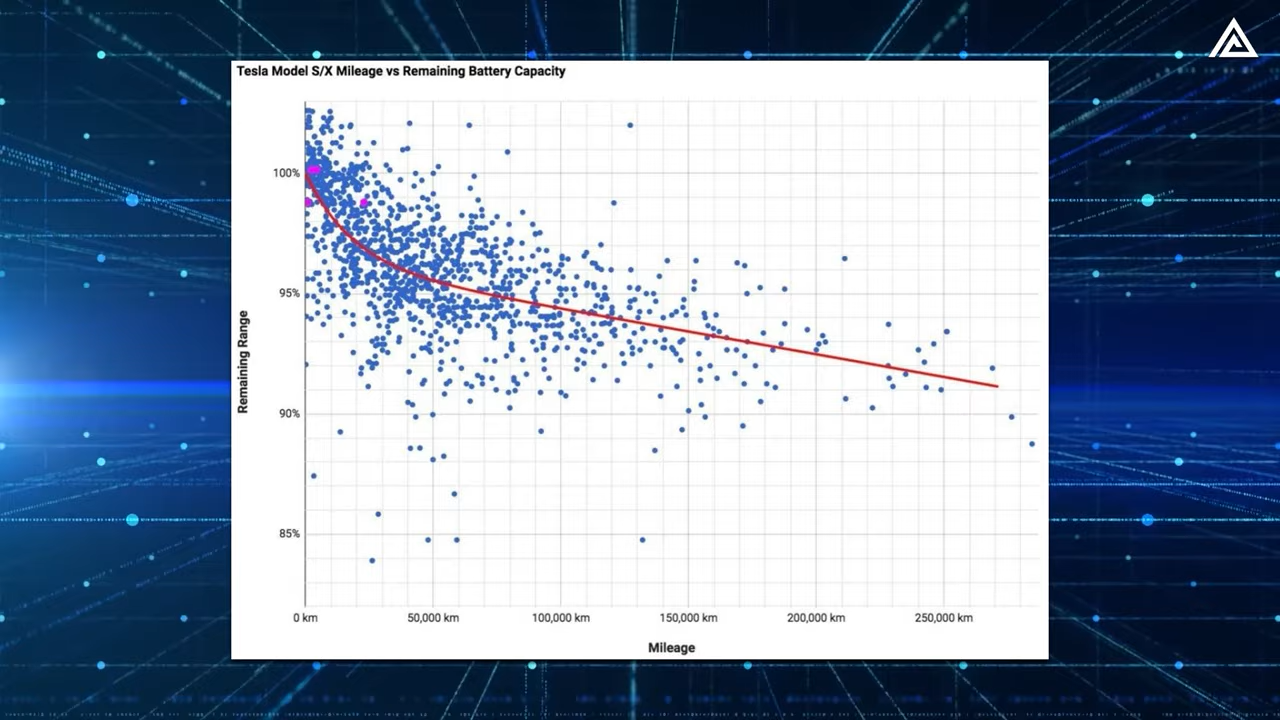 Tesla Model S/X Mileage vs Remaining Battery Capacity
100%
95%
90%
85%
Remaining Range
0 km
50,000 km
100,000 km
150,000 km
200,000 km
250,000 km
Mileage